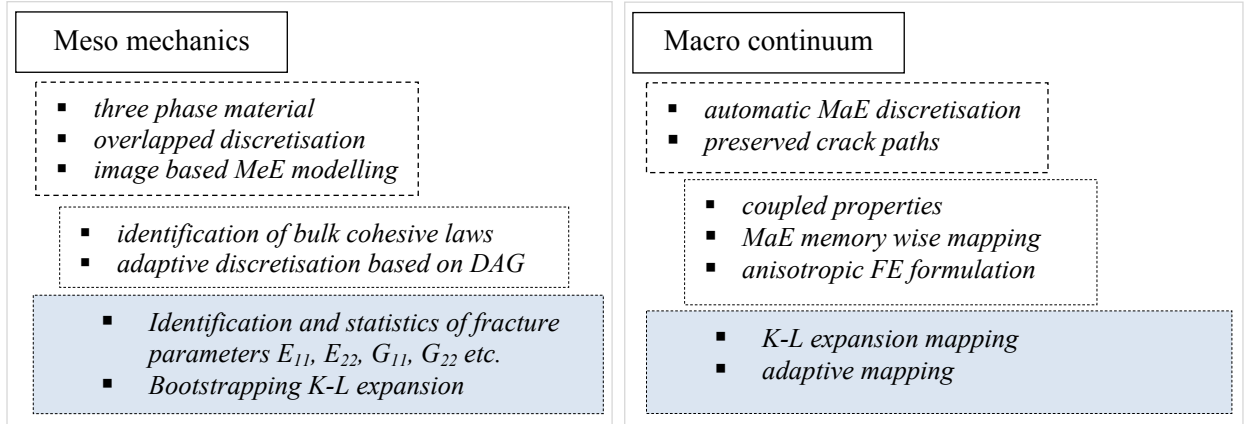 Meso mechanics
▪ three phase material
▪ overlapped discretisation
▪ image based MeE modelling
▪ identification of bulk cohesive laws
▪ adaptive discretisation based on DAG
▪ Identification and statistics of fracture
parameters E₁₁, E₂₂, G₁₁, G₂₂ etc.
▪ Bootstrapping K-L expansion
Macro continuum
▪ automatic MaE discretisation
▪ preserved crack paths
▪ coupled properties
▪ MaE memory wise mapping
▪ anisotropic FE formulation
▪ K-L expansion mapping
▪ adaptive mapping